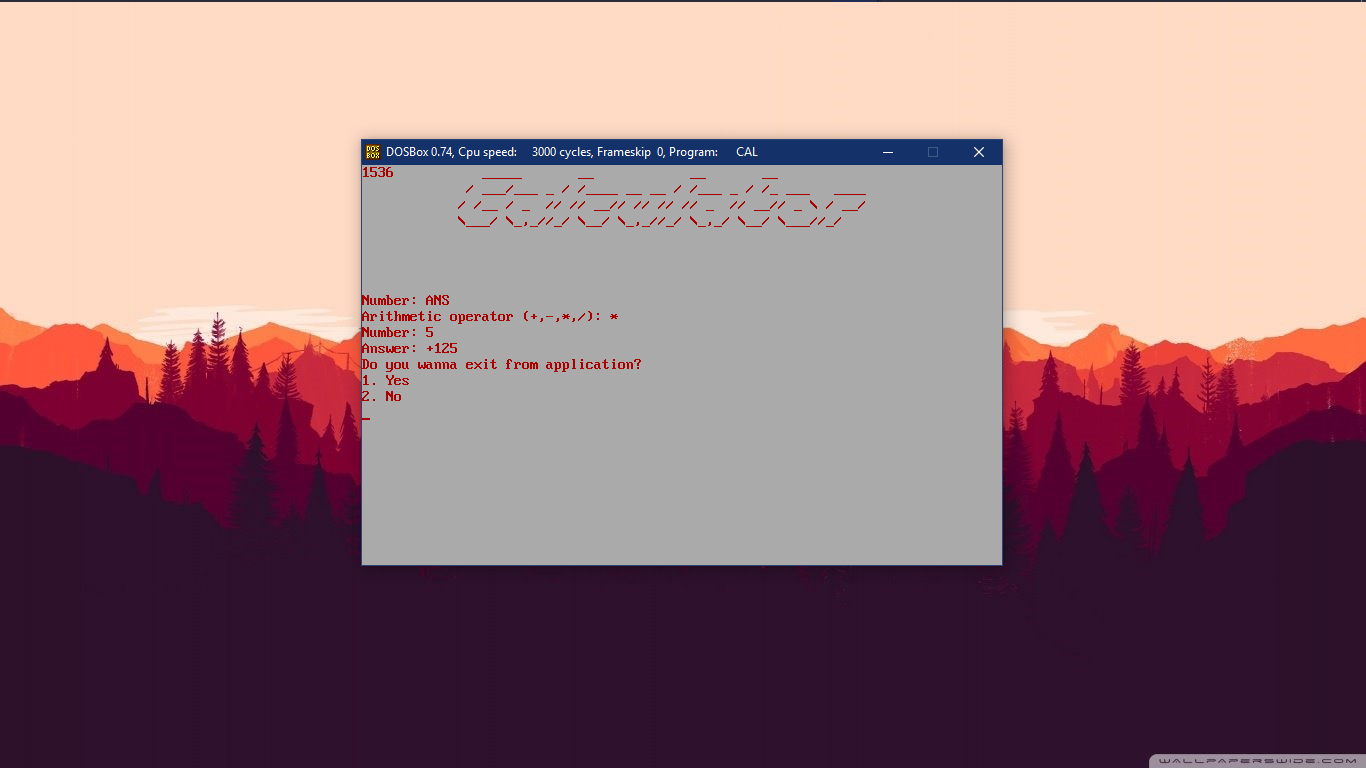 DOSBox 0.74, Cpu speed: 3000 cycles, Frameskip 0, Program: CAL
1536
Calculator
Number: ANS
Arithmetic operator (+,-,*,/): *
Number: 5
Answer: +125
Do you wanna exit from application?
1. Yes
2. No
WALLPAPERSWIDE.COM